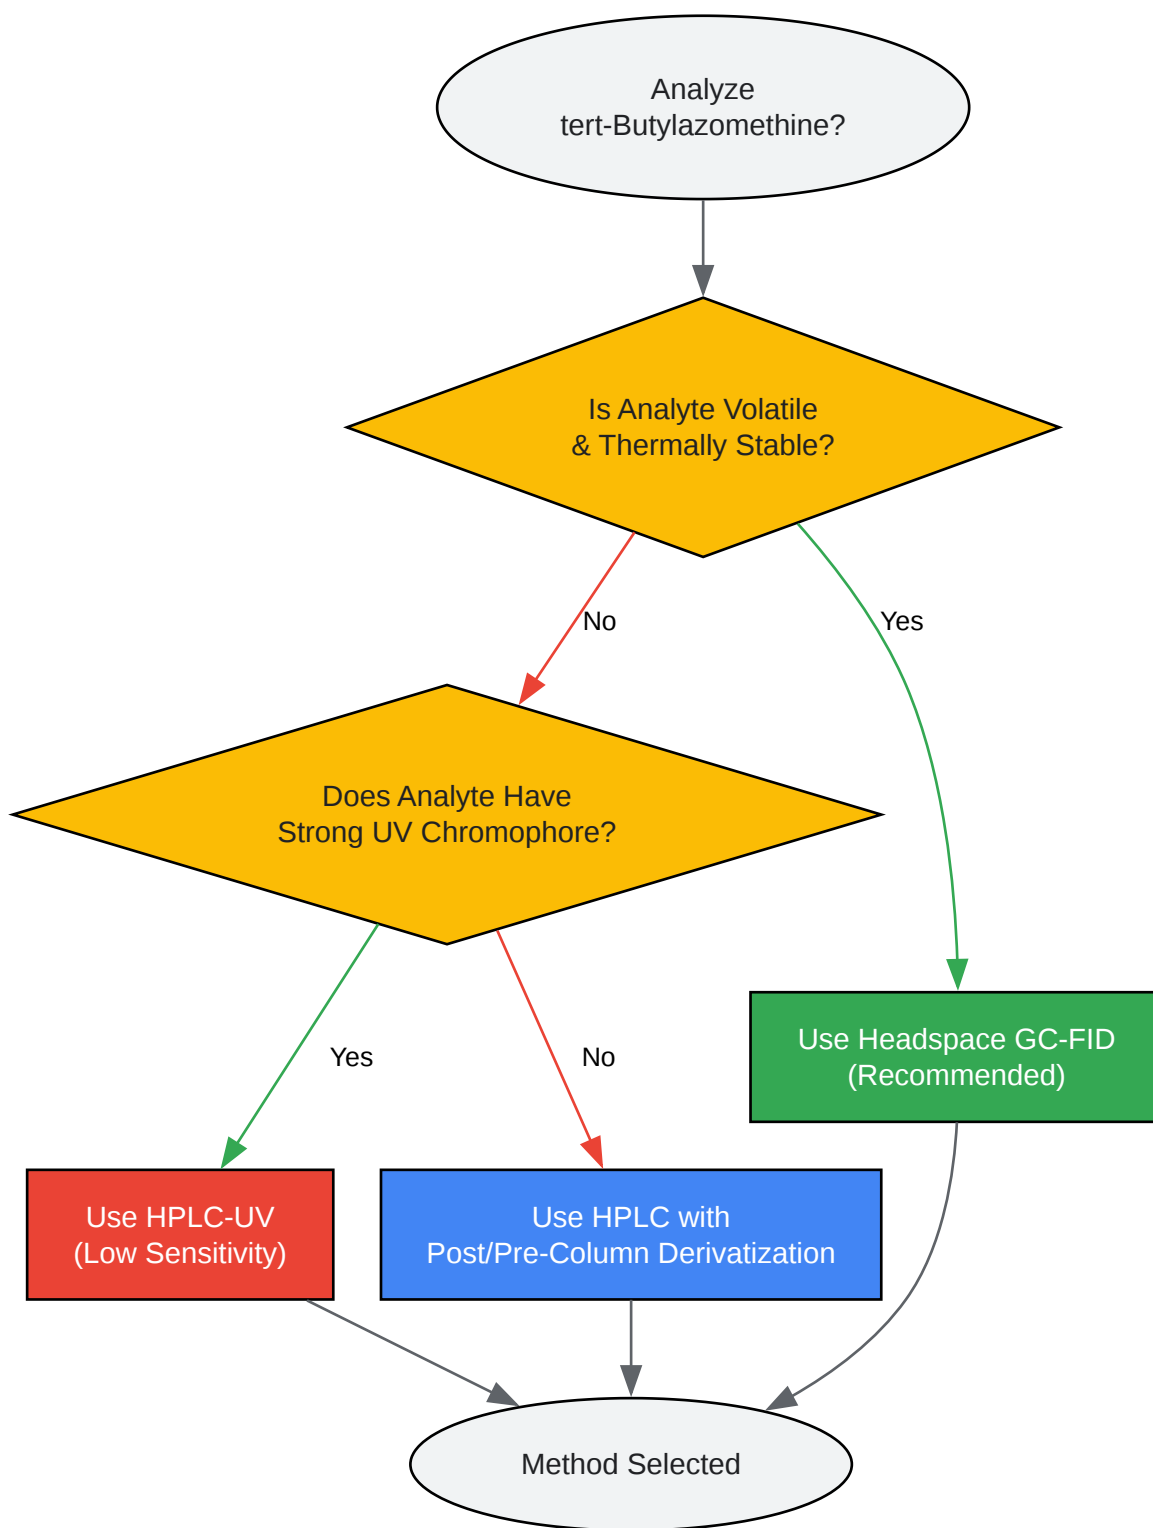 Analyze
tert-Butylazomethine?
Is Analyte Volatile
& Thermally Stable?
No
Yes
Does Analyte Have
Strong UV Chromophore?
Use Headspace GC-FID
(Recommended)
Yes
No
Use HPLC-UV
(Low Sensitivity)
Use HPLC with
Post/Pre-Column Derivatization
Method Selected